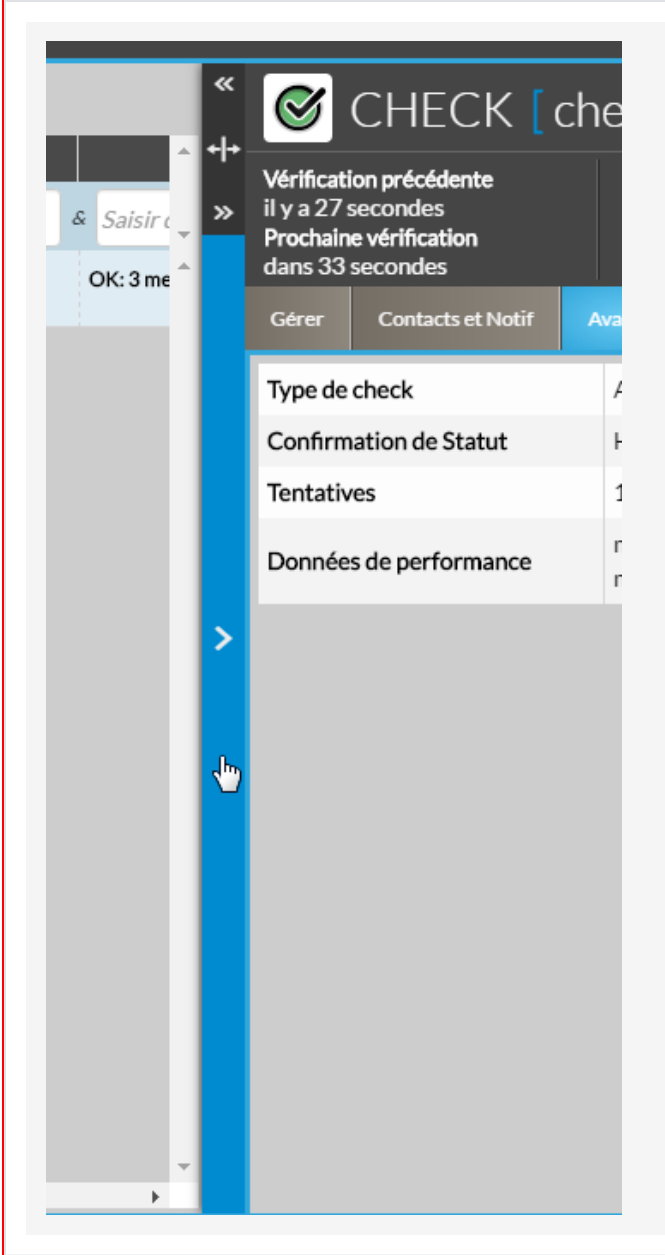 CHECK [ che
Vérification précédente
il y a 27 secondes
Prochaine vérification
dans 33 secondes
& Saisir
OK: 3 me
Gérer
Contacts et Notif
Ava
Type de check
Confirmation de Statut
Tentatives
1
Données de performance